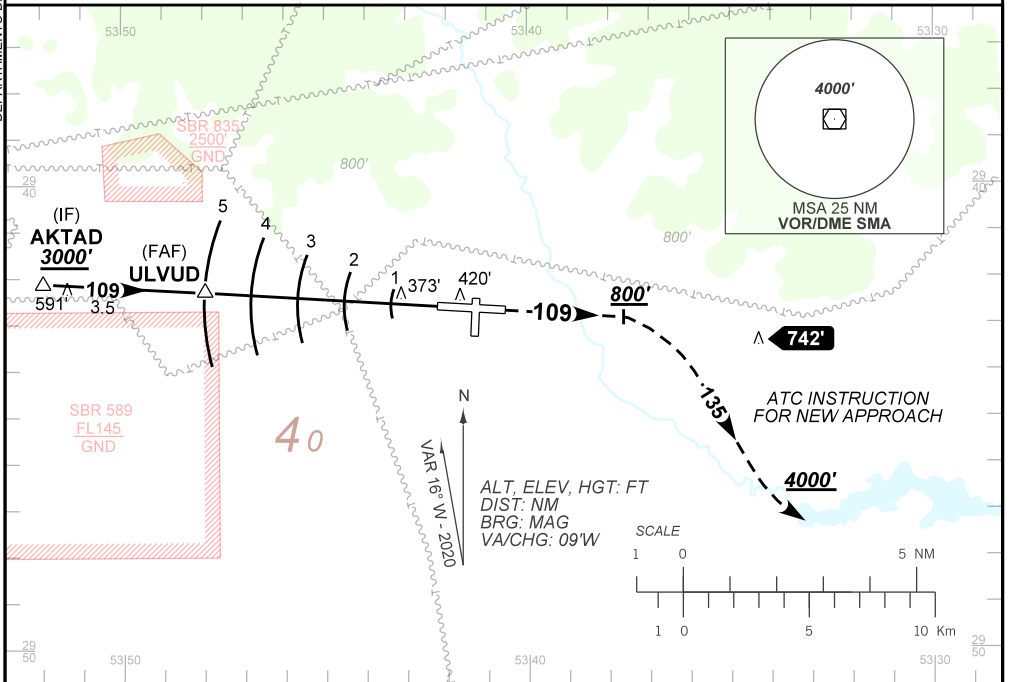 53 50
53 40
53 30
4000'
MSA 25 NM
VOR/DME SMA
SBR 835
2500'
GND
800'
29
40
29
40
(IF)
AKTAD
3000'
(FAF)
ULVUD
5
4
3
2
1
373'
420'
800'
800'
591'
109
3.5
-109
742'
135
ATC INSTRUCTION
FOR NEW APPROACH
4000'
SBR 589
FL145
GND
40
N
VAR 16° W - 2020
ALT, ELEV, HGT: FT
DIST: NM
BRG: MAG
VA/CHG: 09'W
SCALE
1 0 5 NM
1 0 5 10 Km
29
50
53 50
53 40
53 30
29
50